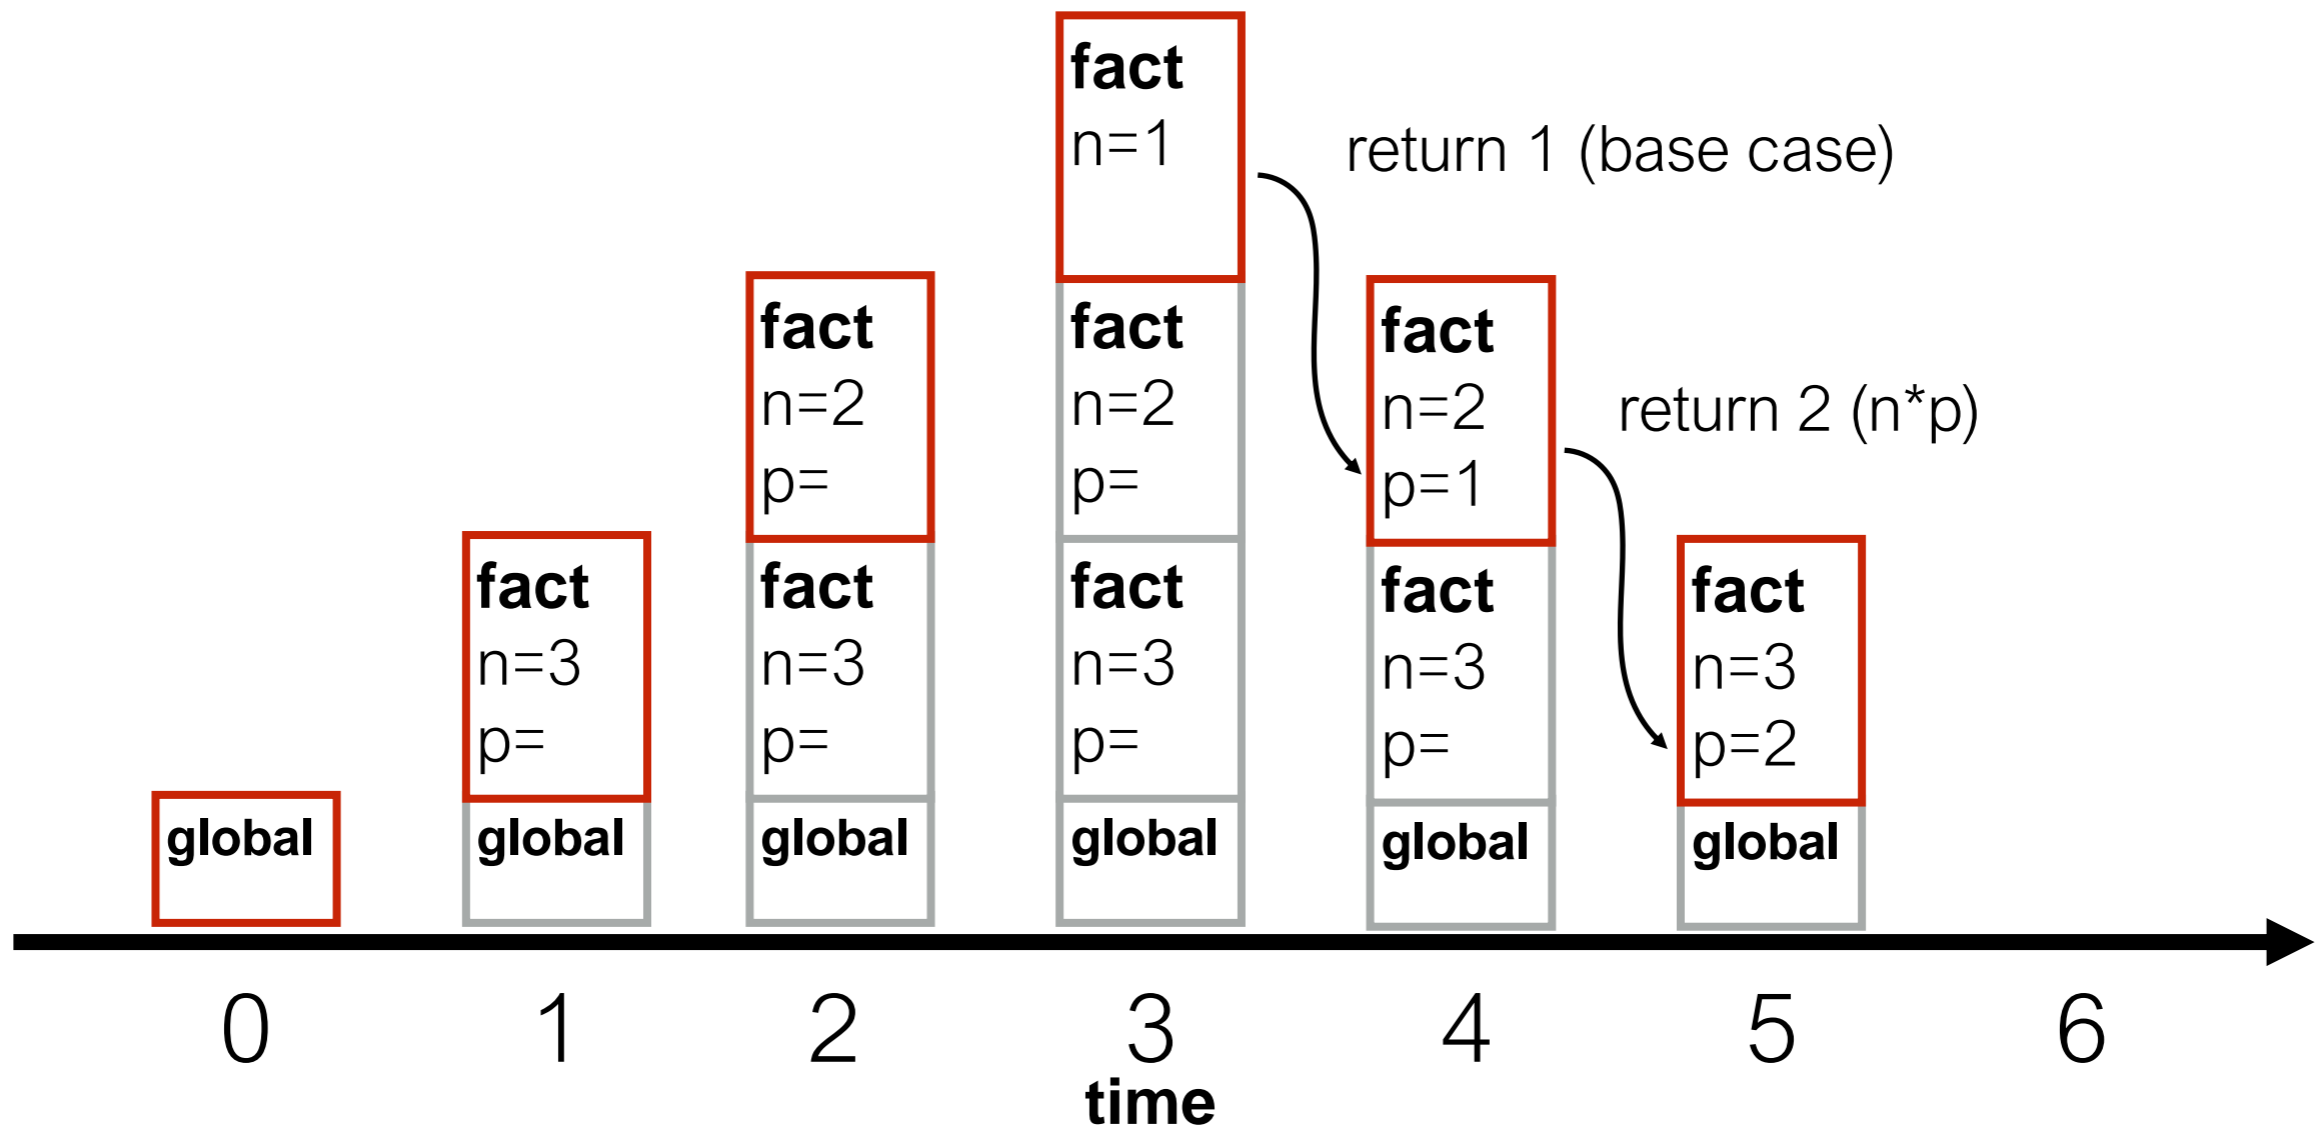 fact
n=1
return 1 (base case)
fact
n=2
p=
fact
n=2
p=
fact
n=2
p=1
return 2 (n*p)
fact
n=3
p=
fact
n=3
p=
fact
n=3
p=
fact
n=3
p=
fact
n=3
p=2
global
global
global
global
global
global
0
1
2
3
4
5
6
time